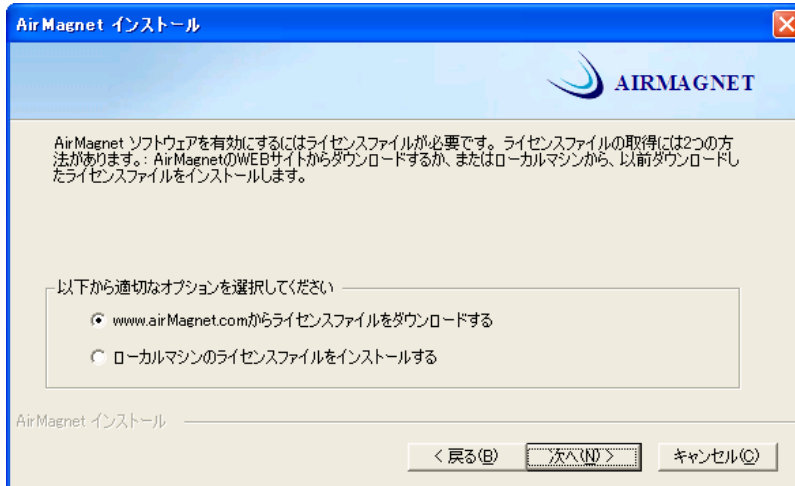 AirMagnet インストール
AIRMAGNET
AirMagnet ソフトウェアを有効にするにはライセンスファイルが必要です。ライセンスファイルの取得には2つの方
法があります。: AirMagnetのWEBサイトからダウンロードするか、またはローカルマシンから、以前ダウンロードし
たライセンスファイルをインストールします。
以下から適切なオプションを選択してください
www.airMagnet.comからライセンスファイルをダウンロードする
ローカルマシンのライセンスファイルをインストールする
AirMagnet インストール
< 戻る(B) 次へ(N) > キャンセル(C)